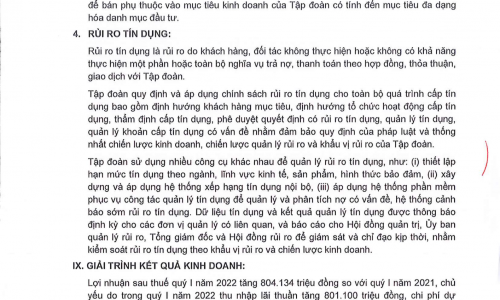 để bán phụ thuộc vào mục tiêu kinh doanh của Tập đoàn có tính đến mục tiêu đa dạng
hóa danh mục đầu tư.
4. RỦI RO TÍN DỤNG:
Rủi ro tín dụng là rủi ro do khách hàng, đối tác không thực hiện hoặc không có khả năng
thực hiện một phần hoặc toàn bộ nghĩa vụ trả nợ, thanh toán theo hợp đồng, thỏa thuận,
giao dịch với Tập đoàn.
Tập đoàn quy định và áp dụng chính sách rủi ro tín dụng cho toàn bộ quá trình cấp tín
dụng bao gồm định hướng khách hàng mục tiêu, định hướng tổ chức hoạt động cấp tín
dụng, thẩm định cấp tín dụng, phê duyệt quyết định có rủi ro tín dụng, quản lý tín dụng,
quản lý khoản cấp tín dụng có vấn đề nhằm đảm bảo quy định của pháp luật và thống
nhất chiến lược kinh doanh, chiến lược quản lý rủi ro và khẩu vị rủi ro của Tập đoàn.
Tập đoàn sử dụng nhiều công cụ khác nhau để quản lý rủi ro tín dụng, như: (i) thiết lập
hạn mức tín dụng theo ngành, lĩnh vực kinh tế, sản phẩm, hình thức bảo đảm, (ii) xây
dựng và áp dụng hệ thống xếp hạng tín dụng nội bộ, (iii) áp dụng hệ thống phần mềm
phục vụ công tác quản lý tín dụng để quản lý và phân tích nợ có vấn đề, hệ thống cảnh
báo sớm rủi ro tín dụng. Dữ liệu tín dụng và kết quả quản lý tín dụng được thông báo
định kỳ cho các đơn vị quản lý có liên quan, và báo cáo cho Hội đồng quản trị, Ủy ban
quản lý rủi ro, Tổng giám đốc và Hội đồng rủi ro để giám sát và chỉ đạo kịp thời, nhằm
kiểm soát rủi ro tín dụng theo khẩu vị rủi ro và chiến lược kinh doanh.
IX. GIẢI TRÌNH KẾT QUẢ KINH DOANH:
Lợi nhuận sau thuế quý I năm 2022 tăng 804.134 triệu đồng so với quý I năm 2021, chủ
yếu do trong quý I năm 2022 thu nhập lãi thuần tăng 801.100 triệu đồng, chi phí dự